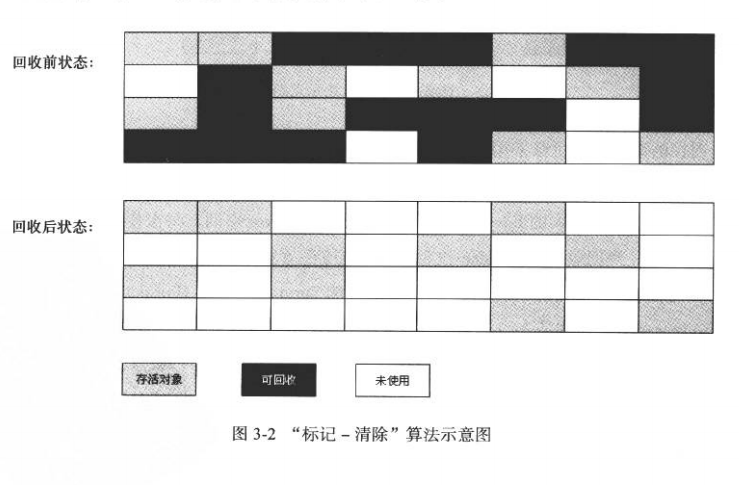 回收前状态：
回收后状态：
存活对象
可回收
未使用
图 3-2 “标记－清除”算法示意图